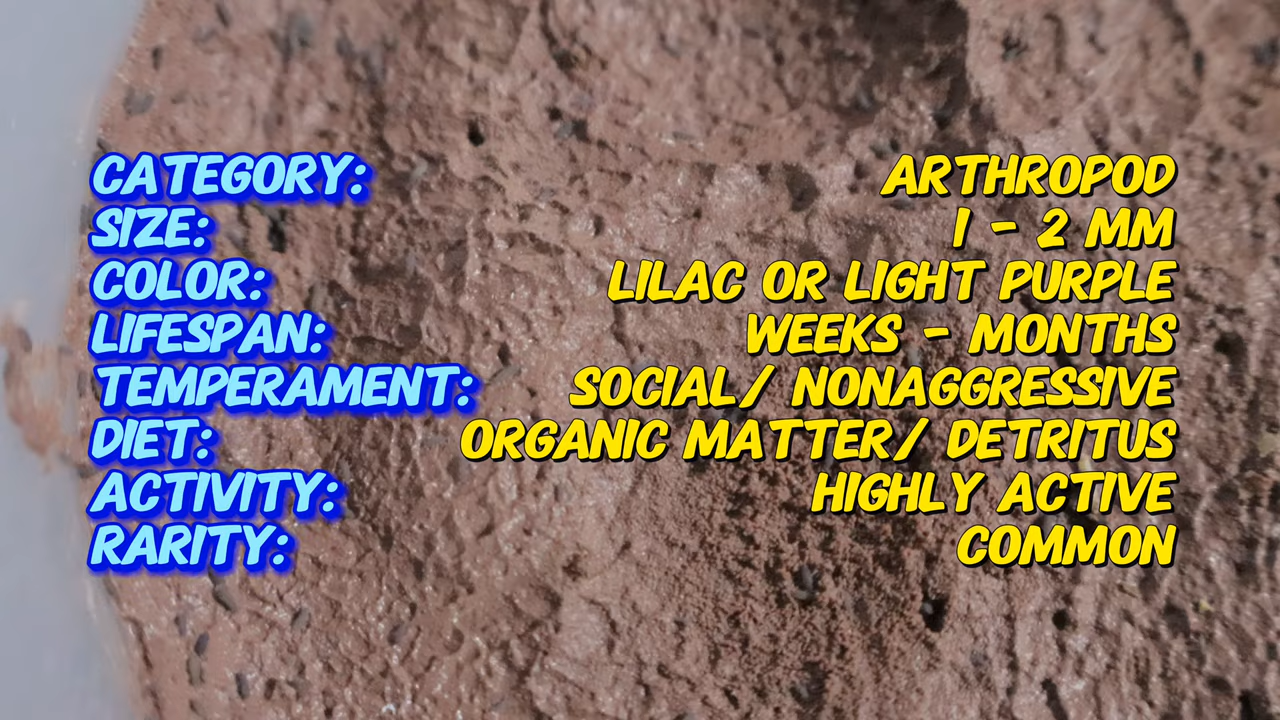 CATEGORY: ARTHROPOD
SIZE: 1 - 2 MM
COLOR: LILAC OR LIGHT PURPLE
LIFESPAN: WEEKS - MONTHS
TEMPERAMENT: SOCIAL/ NONAGGRESSIVE
DIET: ORGANIC MATTER/ DETRITUS
ACTIVITY: HIGHLY ACTIVE
RARITY: COMMON